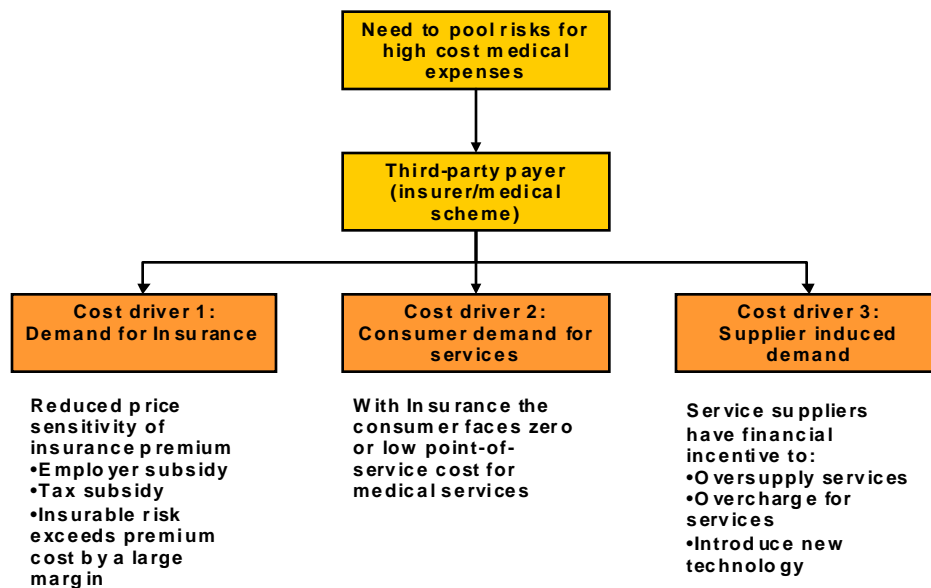 Need to pool risks for
high cost medical
expenses
Third-party payer
(insurer/medical
scheme)
Cost driver 1:
Demand for Insurance
Cost driver 2:
Consumer demand for
services
Cost driver 3:
Supplier induced
demand
Reduced price
sensitivity of
insurance premium
•Employer subsidy
•Tax subsidy
•Insurable risk
exceeds premium
cost by a large
margin
With Insurance the
consumer faces zero
or low point-of-
service cost for
medical services
Service suppliers
have financial
incentive to:
•Oversupply services
•Overcharge for
services
•Introduce new
technology